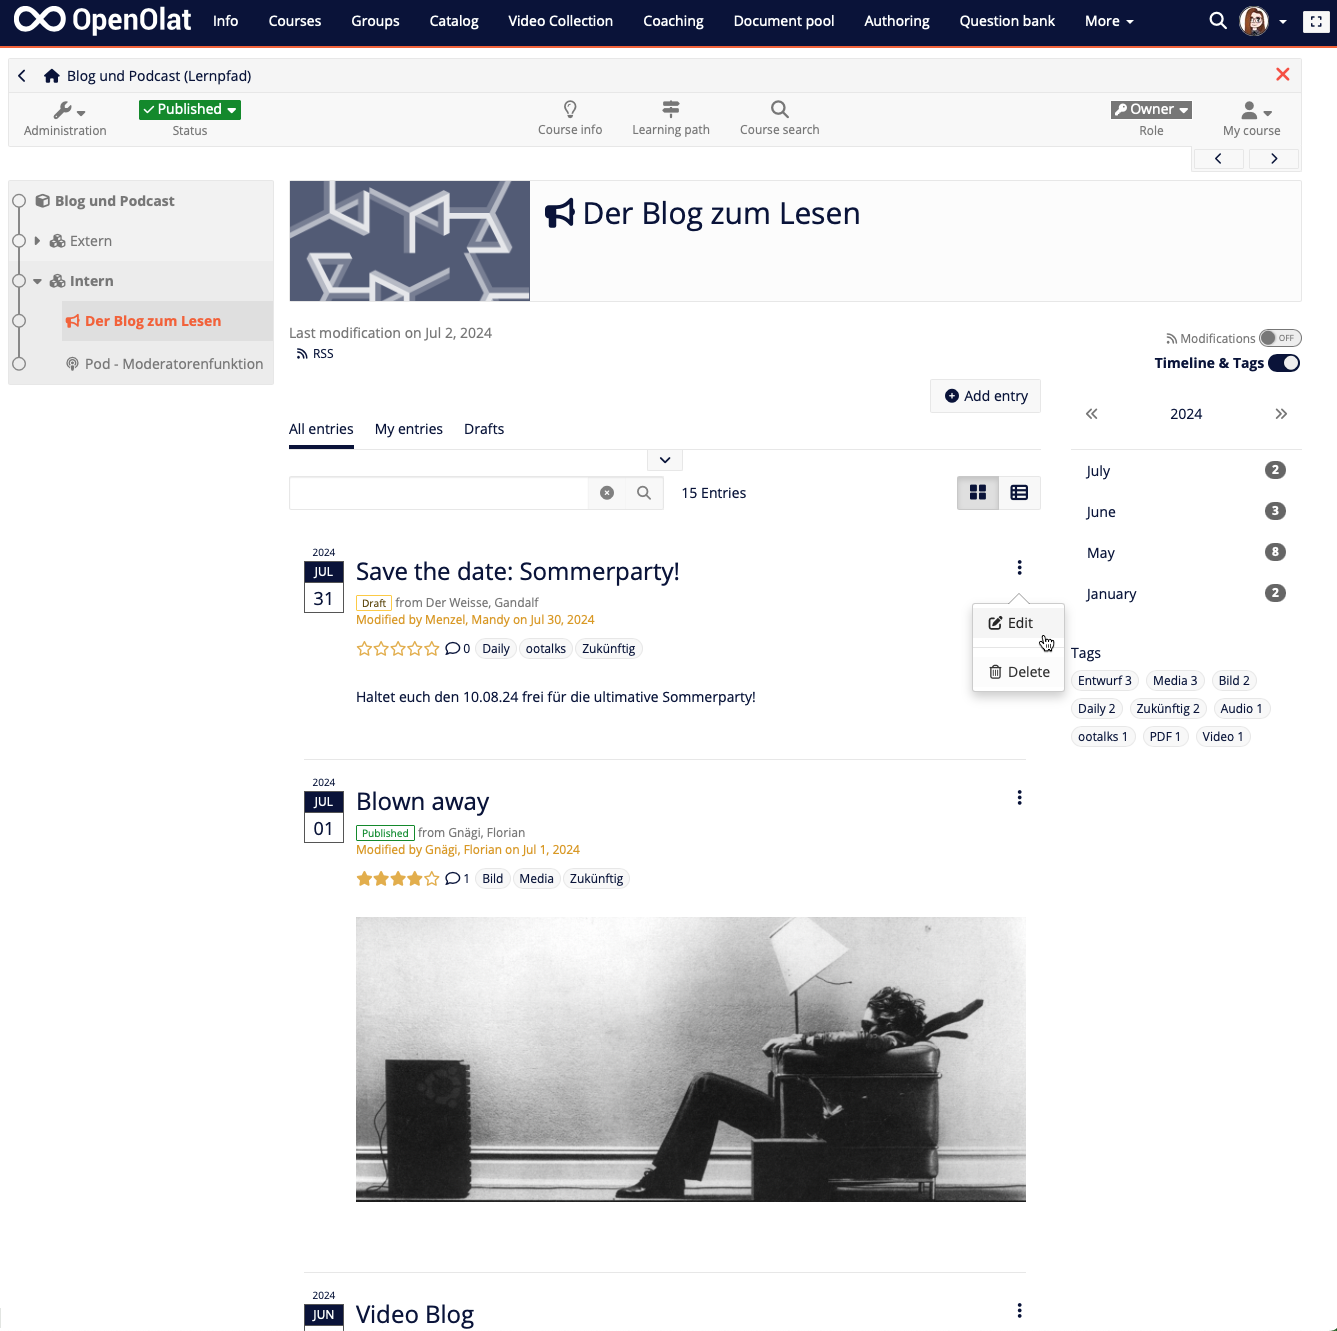 OpenOlat Info Courses Groups Catalog Video Collection Coaching Document pool Authoring Question bank More
Blog und Podcast (Lernpfad)
Administration
Published
Status
Course info
Learning path
Course search
Owner
Role
My course
Blog und Podcast
Extern
Intern
Der Blog zum Lesen
Pod - Moderatorenfunktion
Der Blog zum Lesen
Last modification on Jul 2, 2024
RSS
Modifications OFF
Timeline & Tags
Add entry
All entries My entries Drafts
15 Entries
2024
JUL
31
Save the date: Sommerparty!
Draft from Der Weisse, Gandalf
Modified by Menzel, Mandy on Jul 30, 2024
0 Daily ootalks Zukünftig
Haltet euch den 10.08.24 frei für die ultimative Sommerparty!
Edit
Delete
2024
JUL
01
Blown away
Published from Gnägi, Florian
Modified by Gnägi, Florian on Jul 1, 2024
1 Bild Media Zukünftig
2024
JUN
Video Blog
2024
July 2
June 3
May 8
January 2
Tags
Entwurf 3 Media 3 Bild 2
Daily 2 Zukünftig 2 Audio 1
ootalks 1 PDF 1 Video 1